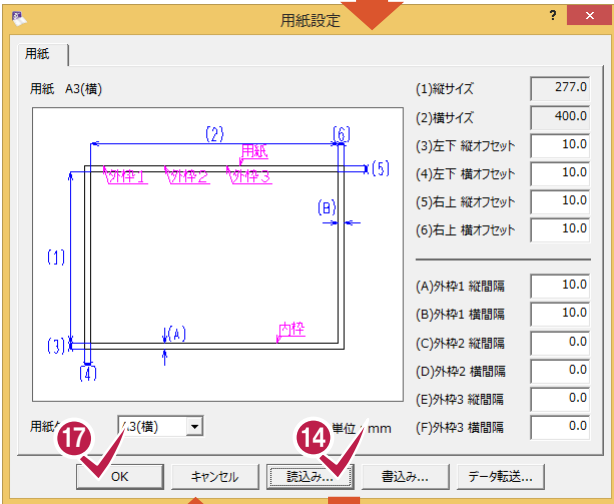 用紙設定
? ×
用紙
用紙 A3(横)
(1)縦サイズ 277.0
(2)横サイズ 400.0
(3)左下 縦オフセット 10.0
(4)左下 横オフセット 10.0
(5)右上 縦オフセット 10.0
(6)右上 横オフセット 10.0
(A)外枠1 縦間隔 10.0
(B)外枠1 横間隔 10.0
(C)外枠2 縦間隔 0.0
(D)外枠2 横間隔 0.0
(E)外枠3 縦間隔 0.0
(F)外枠3 横間隔 0.0
(2)
(6)
用紙
(5)
外枠1 外枠2 外枠3
(B)
(1)
(A)
内枠
(3)
(4)
用紙
A3(横)
単位:mm
17
14
OK
キャンセル
読込み...
書込み...
データ転送...